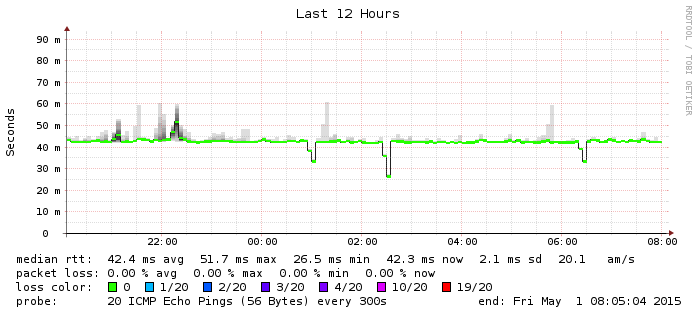 Last 12 Hours
RRDTOOL / TOBI OETIKER
Seconds
90 m
80 m
70 m
60 m
50 m
40 m
30 m
20 m
10 m
0
22:00 00:00 02:00 04:00 06:00 08:00
median rtt: 42.4 ms avg 51.7 ms max 26.5 ms min 42.3 ms now 2.1 ms sd 20.1 am/s
packet loss: 0.00 % avg 0.00 % max 0.00 % min 0.00 % now
loss color: 0 1/20 2/20 3/20 4/20 10/20 19/20
probe: 20 ICMP Echo Pings (56 Bytes) every 300s end: Fri May 1 08:05:04 2015